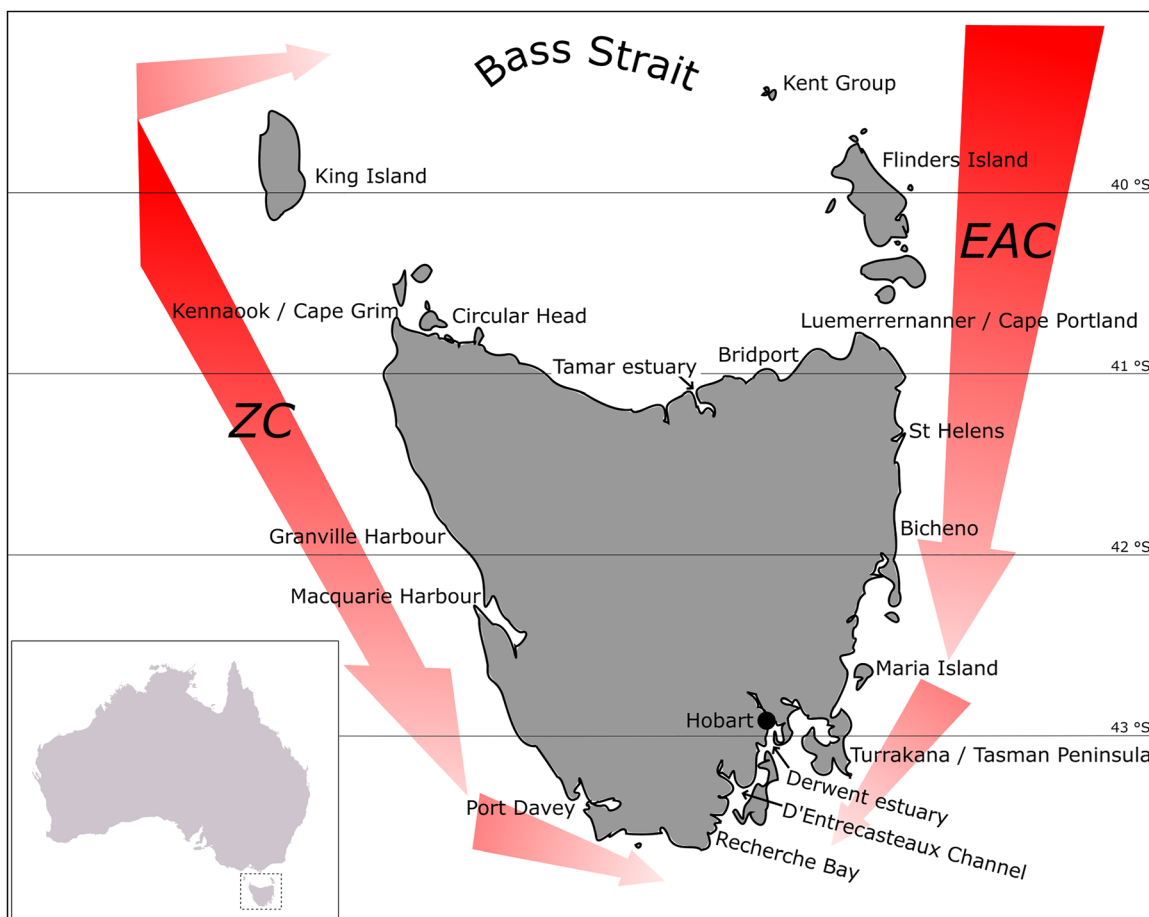 Bass Strait
Kent Group
Flinders Island
King Island
40 °S
EAC
Kennaook / Cape Grim
Circular Head
Luemerrernanner / Cape Portland
Bridport
Tamar estuary
41 °S
ZC
St Helens
Bicheno
Granville Harbour
42 °S
Macquarie Harbour
Maria Island
Hobart
43 °S
Turrakana / Tasman Peninsula
Derwent estuary
Port Davey
D'Entrecasteaux Channel
Recherche Bay